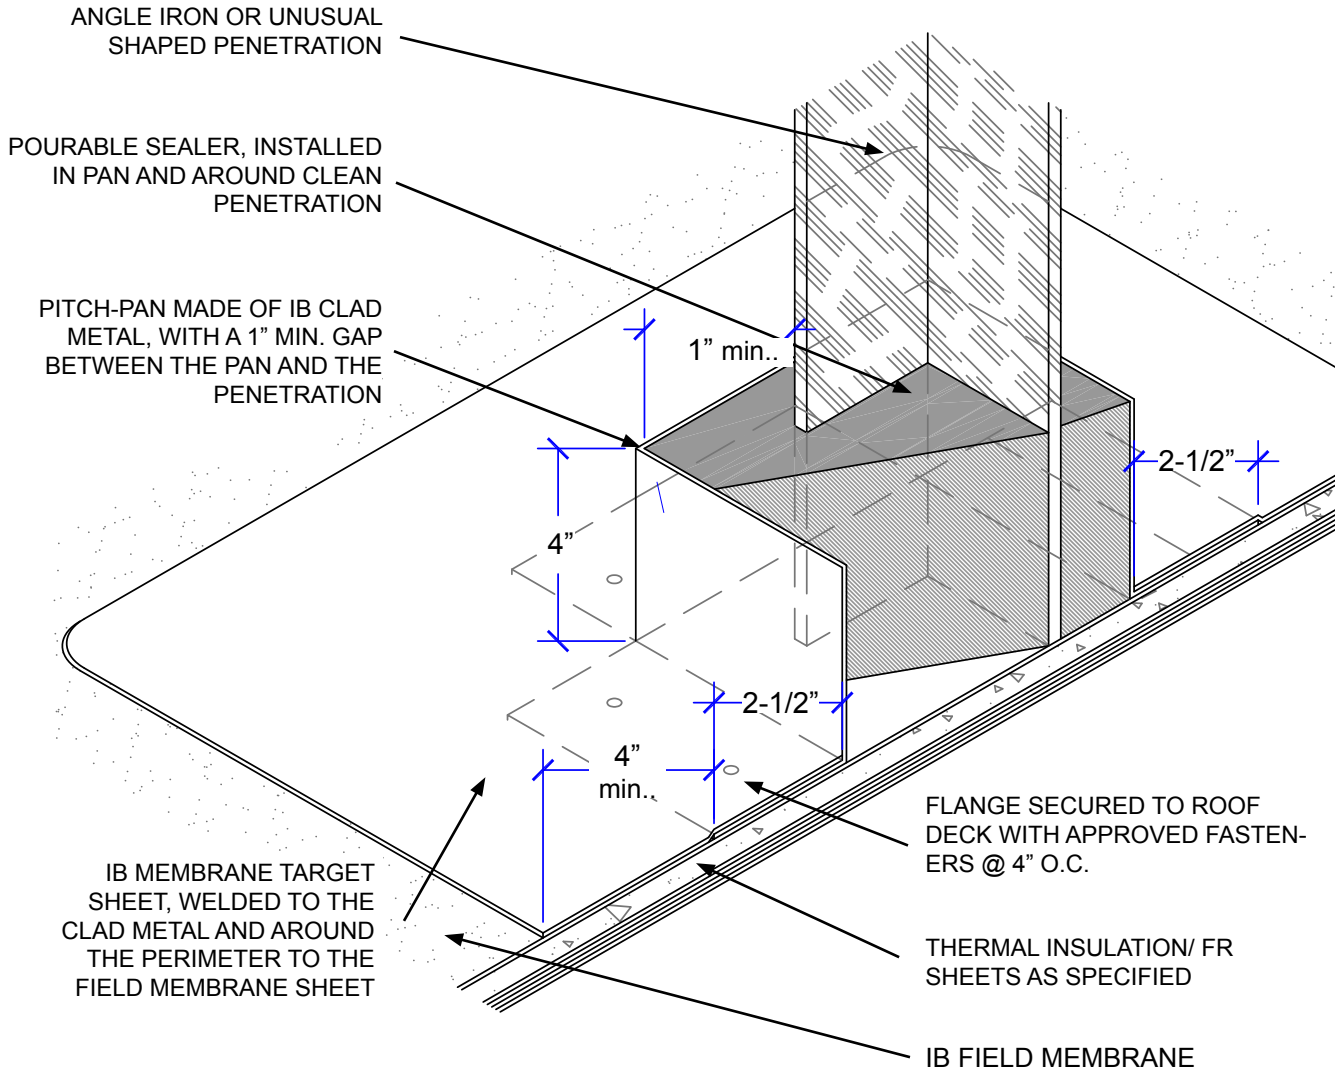 ANGLE IRON OR UNUSUAL
SHAPED PENETRATION
POURABLE SEALER, INSTALLED
IN PAN AND AROUND CLEAN
PENETRATION
PITCH-PAN MADE OF IB CLAD
METAL, WITH A 1” MIN. GAP
BETWEEN THE PAN AND THE
PENETRATION
1” min..
2-1/2”
4”
2-1/2”
4”
min..
IB MEMBRANE TARGET
SHEET, WELDED TO THE
CLAD METAL AND AROUND
THE PERIMETER TO THE
FIELD MEMBRANE SHEET
FLANGE SECURED TO ROOF
DECK WITH APPROVED FASTEN-
ERS @ 4” O.C.
THERMAL INSULATION/ FR
SHEETS AS SPECIFIED
IB FIELD MEMBRANE